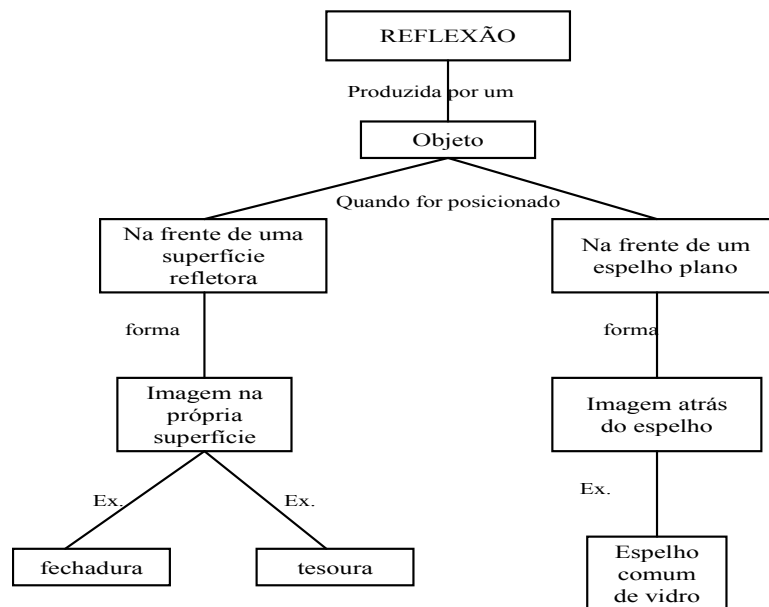 REFLEXÃO
Produzida por um
Objeto
Quando for posicionado
Na frente de uma
superfície
refletora
Na frente de um
espelho plano
forma
forma
Imagem na
própria
superfície
Imagem atrás
do espelho
Ex.
Ex.
Ex.
fechadura
tesoura
Espelho
comum
de vidro